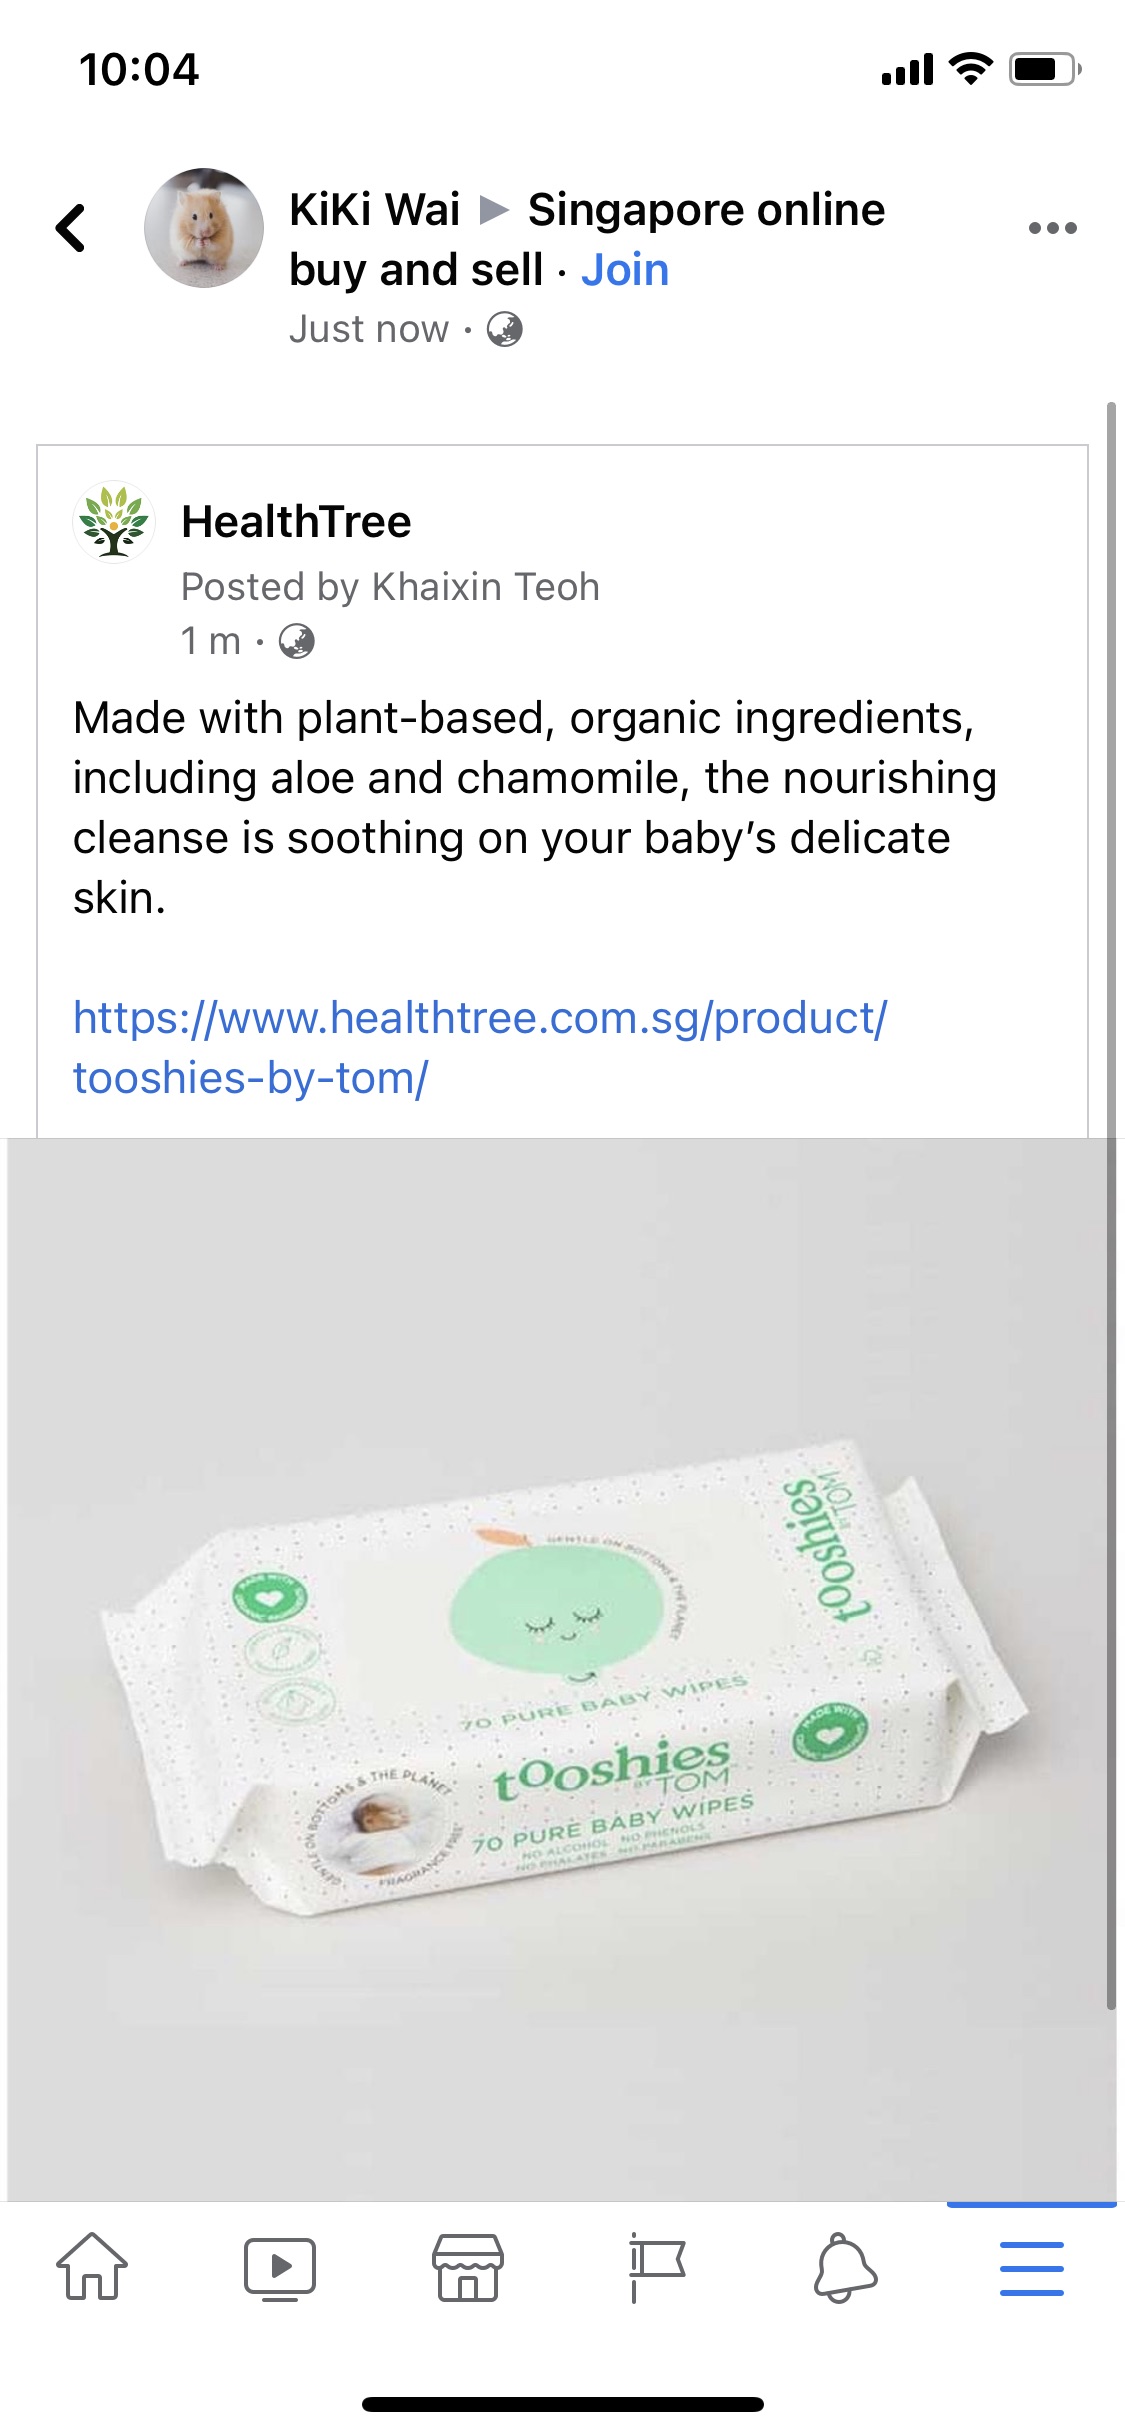 10:04
KiKi Wai ▶ Singapore online
buy and sell · Join
Just now ·
HealthTree
Posted by Khaixin Teoh
1 m ·
Made with plant-based, organic ingredients,
including aloe and chamomile, the nourishing
cleanse is soothing on your baby’s delicate
skin.
https://www.healthtree.com.sg/product/
tooshies-by-tom/
GENTLE ON BOTTOMS & THE PLANET
tooshies
BY TOM
MADE WITH
70 PURE BABY WIPES
tOoshies
BY TOM
MADE WITH
GENTLE ON BOTTOMS & THE PLANET
FRAGRANCE FREE
70 PURE BABY WIPES
NO ALCOHOL NO PHENOLS
NO PHALATES NO PARABENS